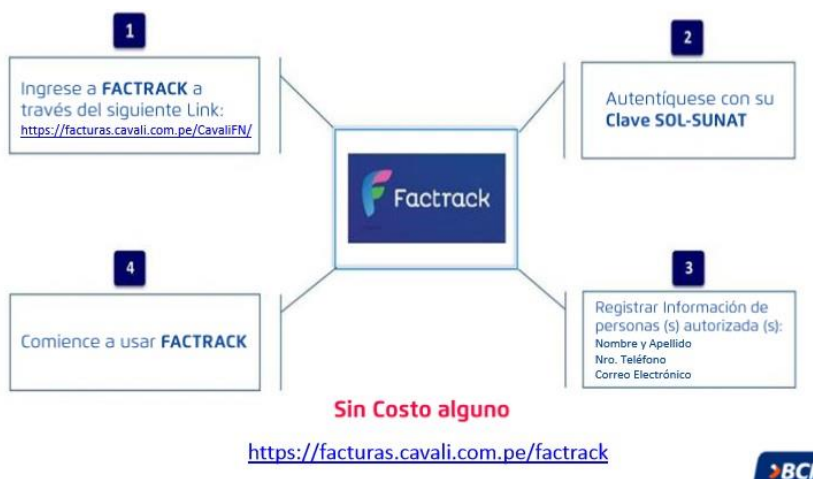 1
Ingrese a FACTRACK a
través del siguiente Link:
https://facturas.cavali.com.pe/CavaliFN/
2
Autentíquese con su
Clave SOL-SUNAT
Factrack
4
Comience a usar FACTRACK
3
Registrar Información de
personas (s) autorizada (s):
Nombre y Apellido
Nro. Teléfono
Correo Electrónico
Sin Costo alguno
https://facturas.cavali.com.pe/factrack